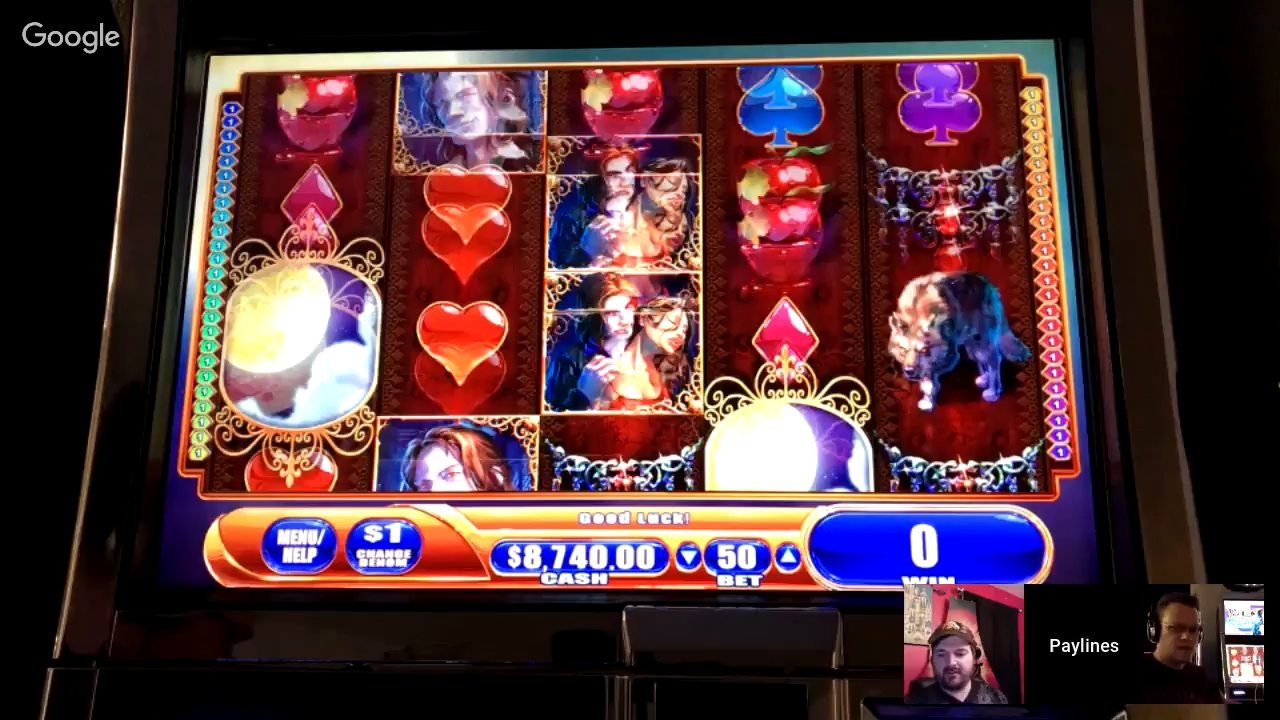 Google
Good Luck!
MENU/
HELP
$1
CHANGE
DENOM
$8,740.00
CASH
50
BET
0
WIN
Paylines